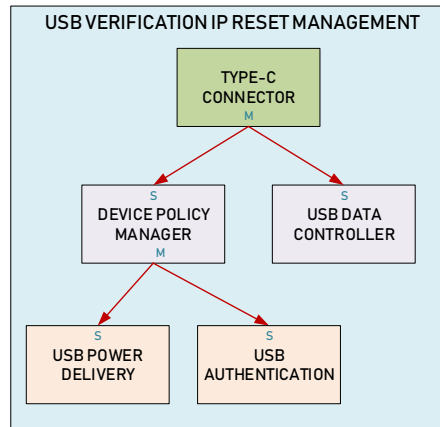 USB VERIFICATION IP RESET MANAGEMENT
TYPE-C
CONNECTOR
M
S
DEVICE POLICY
MANAGER
M
S
USB DATA
CONTROLLER
S
USB POWER
DELIVERY
S
USB
AUTHENTICATION